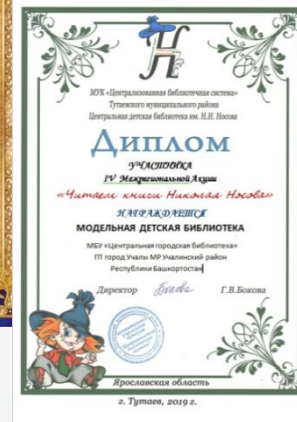 Н
МУК «Централизованная библиотечная система»
Тутаевского муниципального района
Центральная детская библиотека им. Н.Н. Носова
Диплом
УЧАСТНИКА
IV Межрегиональной Акции
«Читаем книги Николая Носова»
НАГРАЖДАЕТСЯ
МОДЕЛЬНАЯ ДЕТСКАЯ БИБЛИОТЕКА
МБУ «Центральная городская библиотека»
ГП город Учалы МР Учалинский район
Республики Башкортостан
Директор Г.В.Бокова
Ярославская область
г. Тутаев, 2019 г.